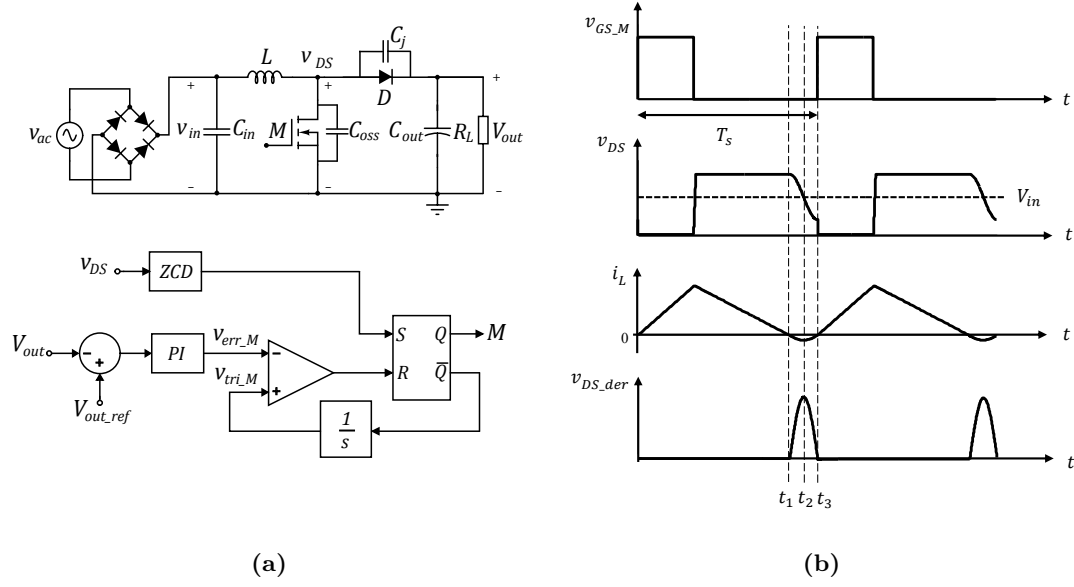 C_j
L
v_DS
+
+
+
D
v_ac
v_in
C_in
M
C_oss
C_out
R_L
V_out
−
−
−
v_DS
ZCD
S
Q
M
V_out
−
+
PI
v_err_M
−
v_tri_M
+
R
Q̅
V_out_ref
1
s
(a)
v_GS_M
t
T_s
v_DS
V_in
t
i_L
0
t
v_DS_der
t
t_1 t_2 t_3
(b)